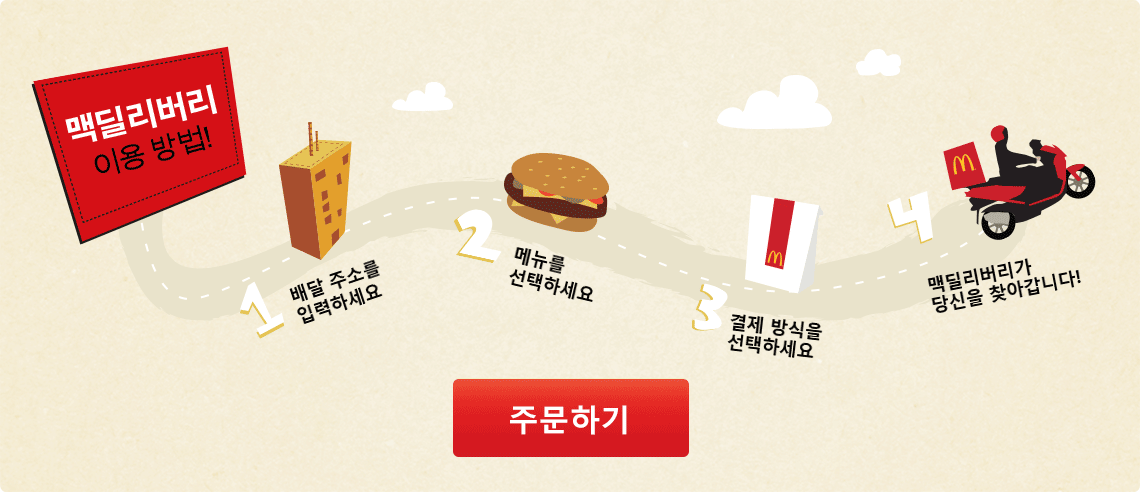 맥딜리버리
이용 방법!
1
배달 주소를
입력하세요
2
메뉴를
선택하세요
3
결제 방식을
선택하세요
4
맥딜리버리가
당신을 찾아갑니다!
주문하기